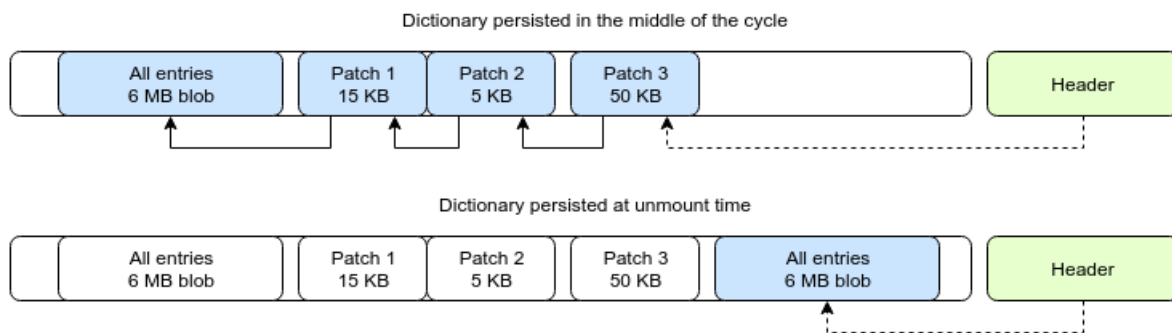 Dictionary persisted in the middle of the cycle
All entries
6 MB blob
Patch 1
15 KB
Patch 2
5 KB
Patch 3
50 KB
Header
Dictionary persisted at unmount time
All entries
6 MB blob
Patch 1
15 KB
Patch 2
5 KB
Patch 3
50 KB
All entries
6 MB blob
Header